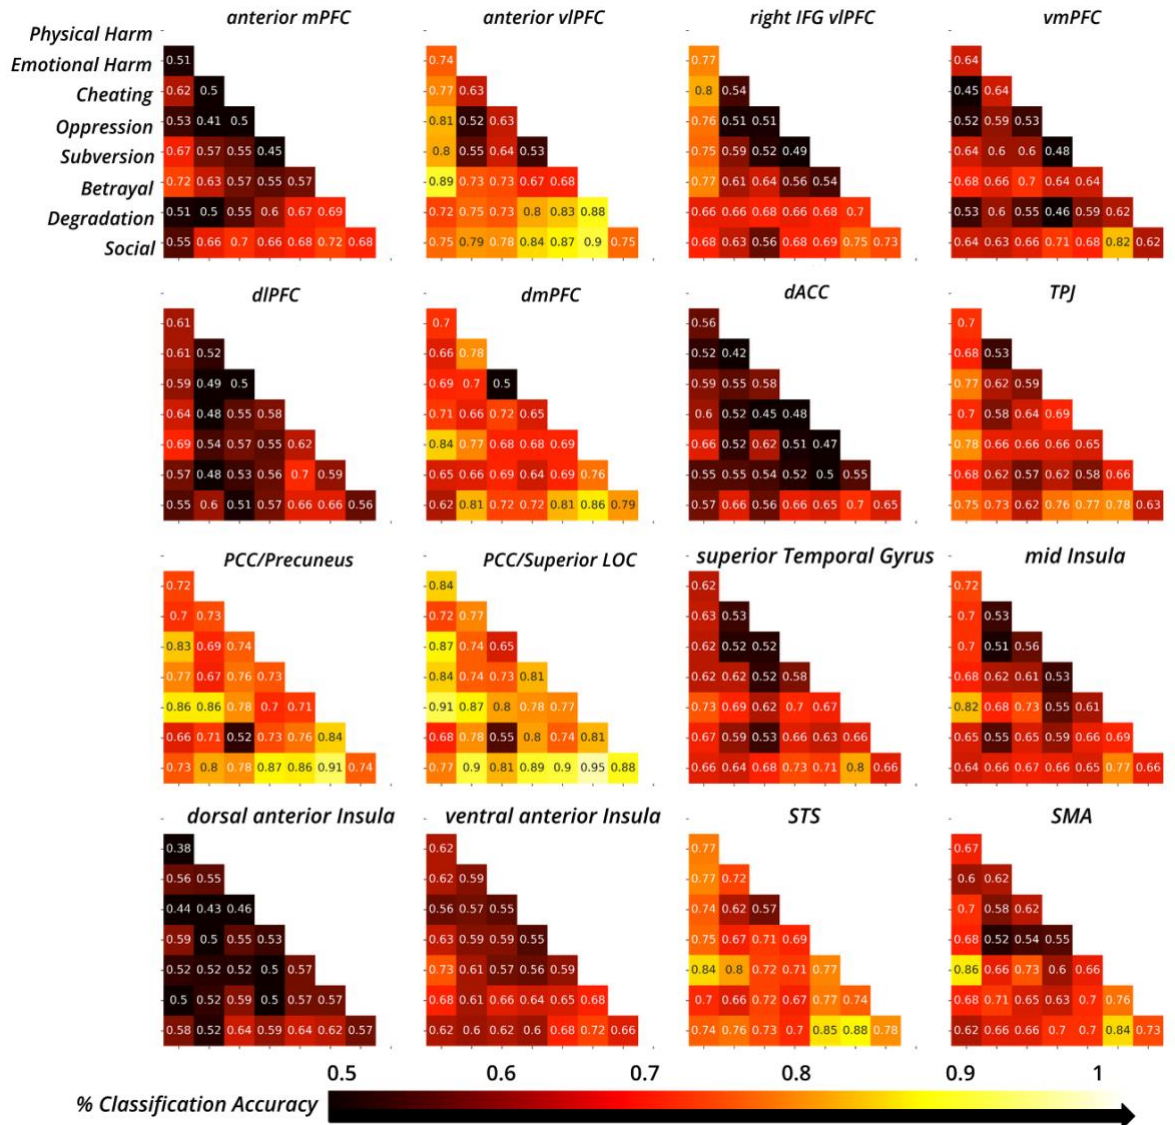 Physical Harm
Emotional Harm
Cheating
Oppression
Subversion
Betrayal
Degradation
Social
anterior mPFC
0.51
0.62 0.5
0.53 0.41 0.5
0.67 0.57 0.55 0.45
0.72 0.63 0.57 0.55 0.57
0.51 0.5 0.55 0.6 0.67 0.69
0.55 0.66 0.7 0.66 0.68 0.72 0.68
anterior vlPFC
0.74
0.77 0.63
0.81 0.52 0.63
0.8 0.55 0.64 0.53
0.89 0.73 0.73 0.67 0.68
0.72 0.75 0.73 0.8 0.83 0.88
0.75 0.79 0.78 0.84 0.87 0.9 0.75
right IFG vlPFC
0.77
0.8 0.54
0.76 0.51 0.51
0.75 0.59 0.52 0.49
0.77 0.61 0.64 0.56 0.54
0.66 0.66 0.68 0.66 0.68 0.7
0.68 0.63 0.56 0.68 0.69 0.75 0.73
vmPFC
0.64
0.45 0.64
0.52 0.59 0.53
0.64 0.6 0.6 0.48
0.68 0.66 0.7 0.64 0.64
0.53 0.6 0.55 0.46 0.59 0.62
0.64 0.63 0.66 0.71 0.68 0.82 0.62
dlPFC
0.61
0.61 0.52
0.59 0.49 0.5
0.64 0.48 0.55 0.58
0.69 0.54 0.57 0.55 0.62
0.57 0.48 0.53 0.56 0.7 0.59
0.55 0.6 0.51 0.57 0.66 0.66 0.56
dmPFC
0.7
0.66 0.78
0.69 0.7 0.5
0.71 0.66 0.72 0.65
0.84 0.77 0.68 0.68 0.69
0.65 0.66 0.69 0.64 0.69 0.76
0.62 0.81 0.72 0.72 0.81 0.86 0.79
dACC
0.56
0.52 0.42
0.59 0.55 0.58
0.6 0.52 0.45 0.48
0.66 0.52 0.62 0.51 0.47
0.55 0.55 0.54 0.52 0.5 0.55
0.57 0.66 0.56 0.66 0.65 0.7 0.65
TPJ
0.7
0.68 0.53
0.77 0.62 0.59
0.7 0.58 0.64 0.69
0.78 0.66 0.66 0.66 0.65
0.68 0.62 0.57 0.62 0.58 0.66
0.75 0.73 0.62 0.76 0.77 0.78 0.63
PCC/Precuneus
0.72
0.7 0.73
0.83 0.69 0.74
0.77 0.67 0.76 0.73
0.86 0.86 0.78 0.7 0.71
0.66 0.71 0.52 0.73 0.76 0.84
0.73 0.8 0.78 0.87 0.86 0.91 0.74
PCC/Superior LOC
0.84
0.72 0.77
0.87 0.74 0.65
0.84 0.74 0.73 0.81
0.91 0.87 0.8 0.78 0.77
0.68 0.78 0.55 0.8 0.74 0.81
0.77 0.9 0.81 0.89 0.9 0.95 0.88
superior Temporal Gyrus
0.62
0.63 0.53
0.62 0.52 0.52
0.62 0.62 0.52 0.58
0.73 0.69 0.62 0.7 0.67
0.67 0.59 0.53 0.66 0.63 0.66
0.66 0.64 0.68 0.73 0.71 0.8 0.66
mid Insula
0.72
0.7 0.53
0.7 0.51 0.56
0.68 0.62 0.61 0.53
0.82 0.68 0.73 0.55 0.61
0.65 0.55 0.65 0.59 0.66 0.69
0.64 0.66 0.67 0.66 0.65 0.77 0.66
dorsal anterior Insula
0.38
0.56 0.55
0.44 0.43 0.46
0.59 0.5 0.55 0.53
0.52 0.52 0.52 0.5 0.57
0.5 0.52 0.59 0.5 0.57 0.57
0.58 0.52 0.64 0.59 0.64 0.62 0.57
ventral anterior Insula
0.62
0.62 0.59
0.56 0.57 0.55
0.63 0.59 0.59 0.55
0.73 0.61 0.57 0.56 0.59
0.68 0.61 0.66 0.64 0.65 0.68
0.62 0.6 0.62 0.6 0.68 0.72 0.66
STS
0.77
0.77 0.72
0.74 0.62 0.57
0.75 0.67 0.71 0.69
0.84 0.8 0.72 0.71 0.77
0.7 0.66 0.72 0.67 0.77 0.74
0.74 0.76 0.73 0.7 0.85 0.88 0.78
SMA
0.67
0.6 0.62
0.7 0.58 0.62
0.68 0.52 0.54 0.55
0.86 0.66 0.73 0.6 0.66
0.68 0.71 0.65 0.63 0.7 0.76
0.62 0.66 0.66 0.7 0.7 0.84 0.73
0.5 0.6 0.7 0.8 0.9 1
% Classification Accuracy